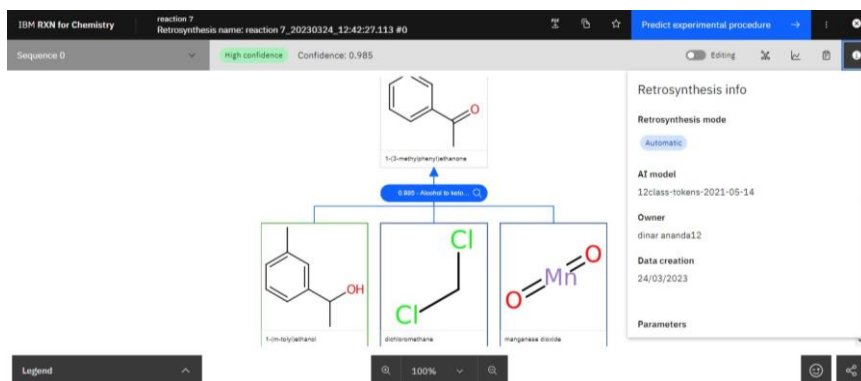 IBM RXN for Chemistry
reaction 7
Retrosynthesis name: reaction 7_20230324_12:42:27.113 #0
Predict experimental procedure
Sequence 0
High confidence
Confidence: 0.985
Editing
O
1-(3-methylphenyl)ethanone
0.985 - Alcohol to keto...
OH
1-(m-tolyl)ethanol
Cl
Cl
dichloromethane
O
Mn
O
manganese dioxide
Retrosynthesis info
Retrosynthesis mode
Automatic
AI model
12class-tokens-2021-05-14
Owner
dinar ananda12
Data creation
24/03/2023
Parameters
Legend
100%